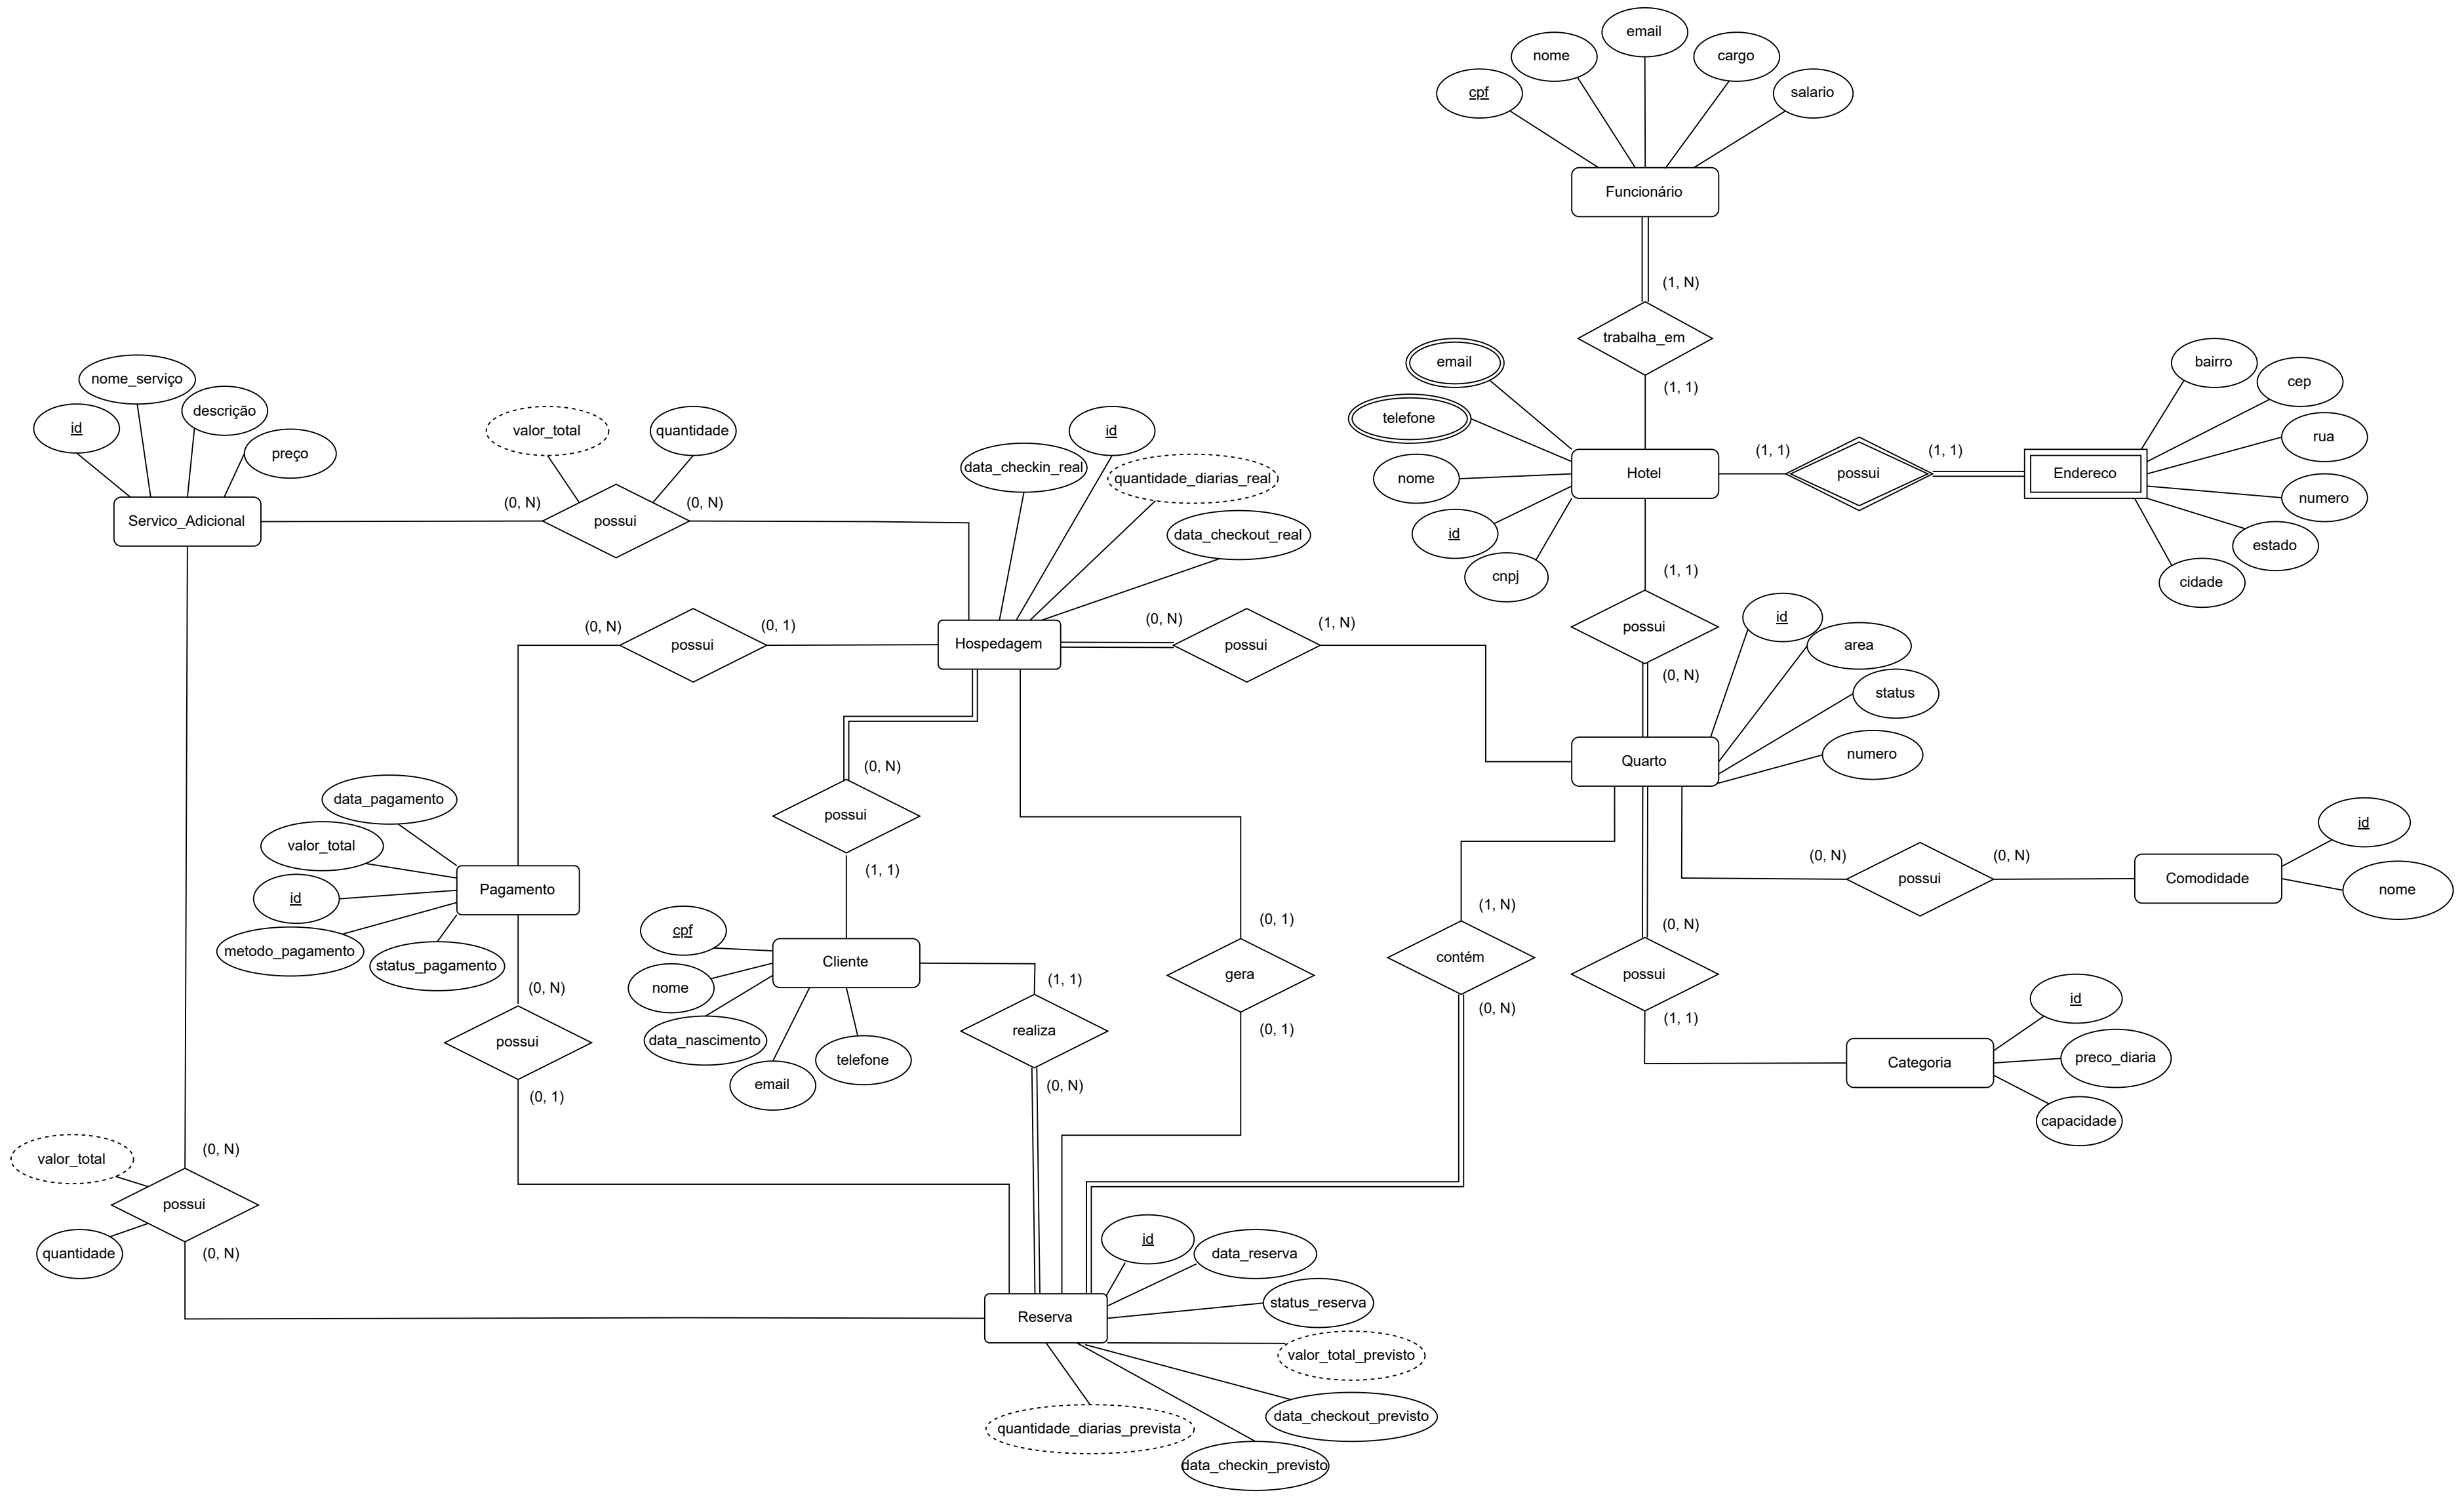 email
nome
cargo
cpf
salario
Funcionário
(1, N)
trabalha_em
(1, 1)
email
telefone
nome
id
cnpj
Hotel
(1, 1)
possui
(1, 1)
Endereco
bairro
cep
rua
numero
estado
cidade
nome_serviço
id
descrição
preço
Servico_Adicional
valor_total
quantidade
(0, N)
possui
(0, N)
id
data_checkin_real
quantidade_diarias_real
data_checkout_real
(0, N)
possui
(0, 1)
Hospedagem
(0, N)
possui
(1, N)
(1, 1)
possui
(0, N)
id
area
status
numero
Quarto
(0, N)
possui
(1, 1)
data_pagamento
valor_total
id
metodo_pagamento
status_pagamento
Pagamento
(0, N)
possui
(0, 1)
cpf
nome
data_nascimento
email
telefone
Cliente
(1, 1)
realiza
(0, N)
(0, 1)
gera
(0, 1)
(1, N)
contém
(0, N)
(0, N)
possui
(1, 1)
(0, N)
possui
(0, N)
Comodidade
id
nome
Categoria
id
preco_diaria
capacidade
(0, N)
valor_total
possui
quantidade
(0, N)
Reserva
id
data_reserva
status_reserva
valor_total_previsto
data_checkout_previsto
quantidade_diarias_prevista
data_checkin_previsto